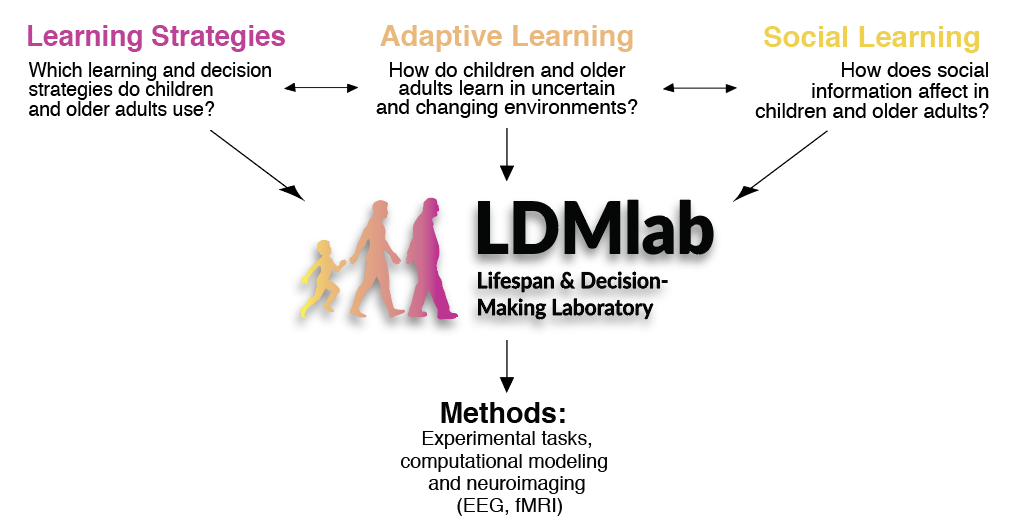 Learning Strategies
Which learning and decision
strategies do children
and older adults use?
Adaptive Learning
How do children and older
adults learn in uncertain
and changing environments?
Social Learning
How does social
information affect in
children and older adults?
LDMlab
Lifespan & Decision-
Making Laboratory
Methods:
Experimental tasks,
computational modeling
and neuroimaging
(EEG, fMRI)